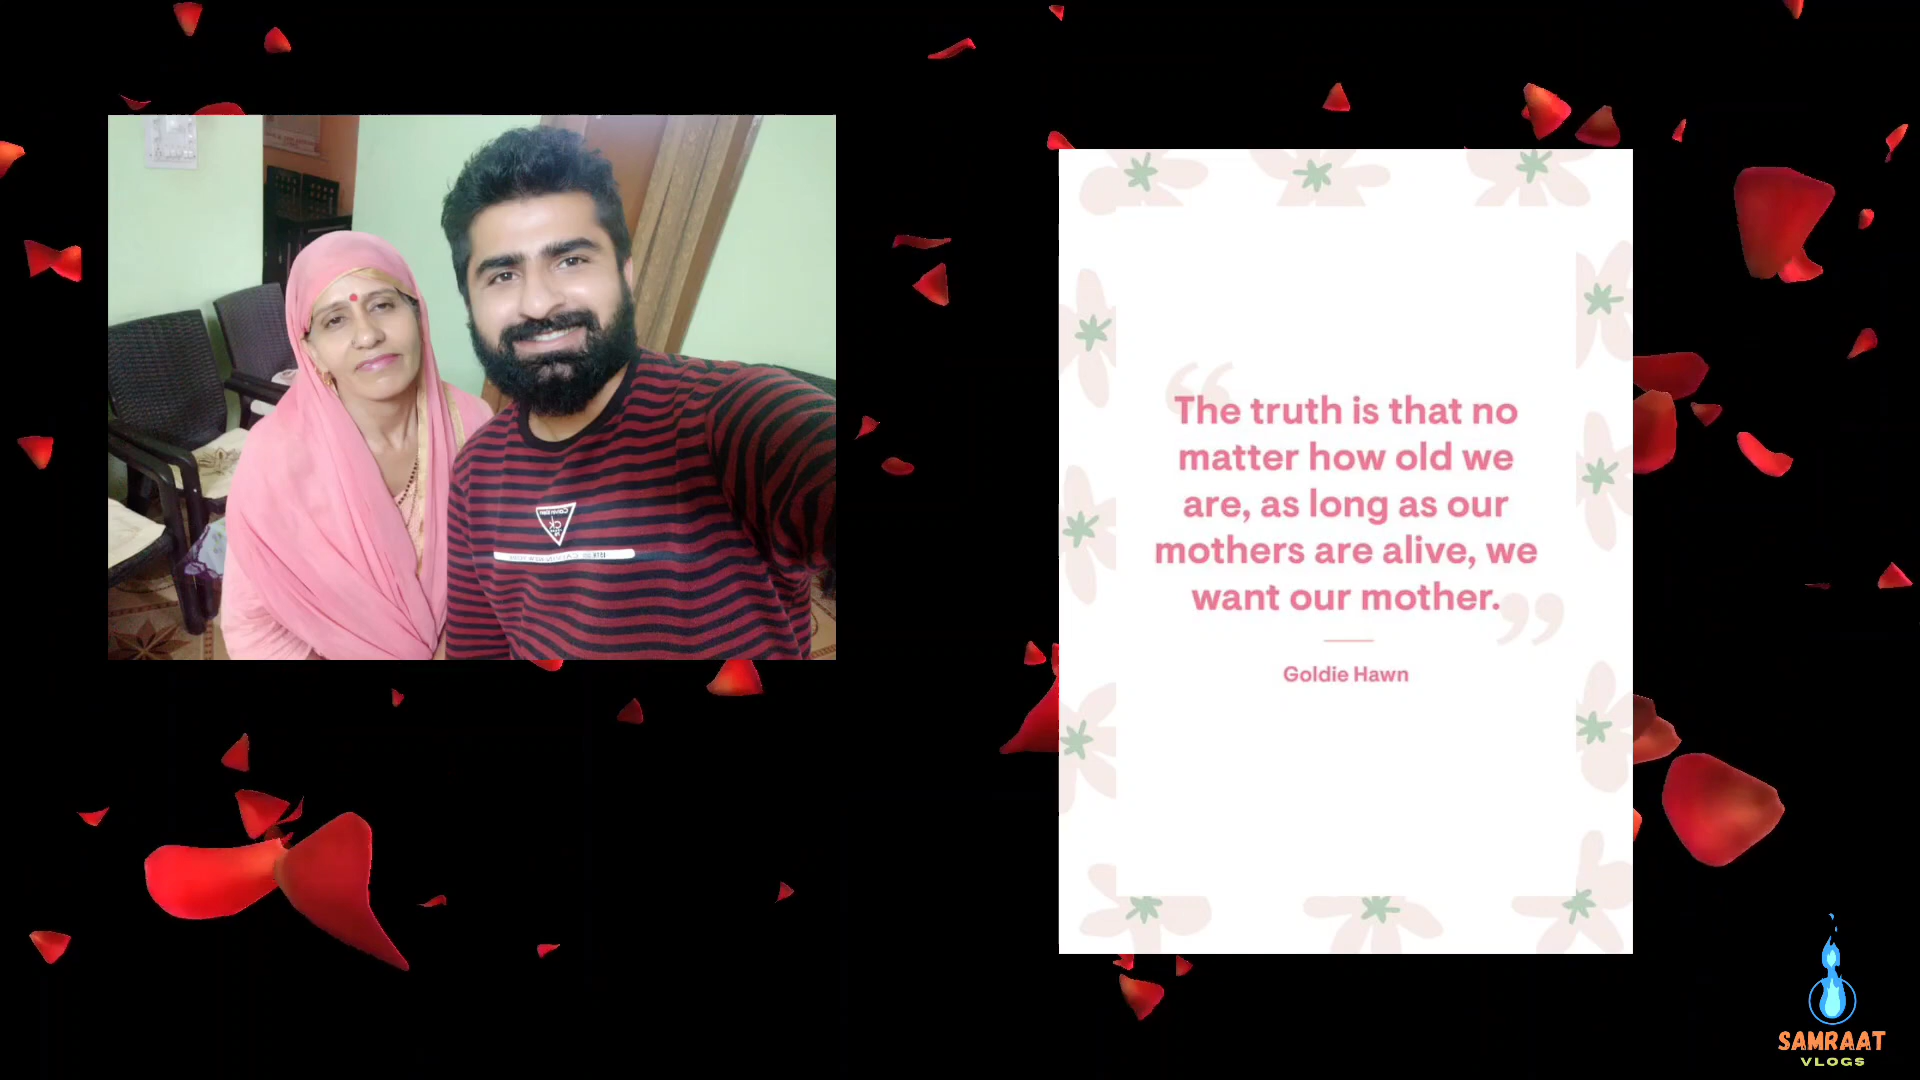 The truth is that no
matter how old we
are, as long as our
mothers are alive, we
want our mother.
Goldie Hawn
SAMRAAT
VLOGS